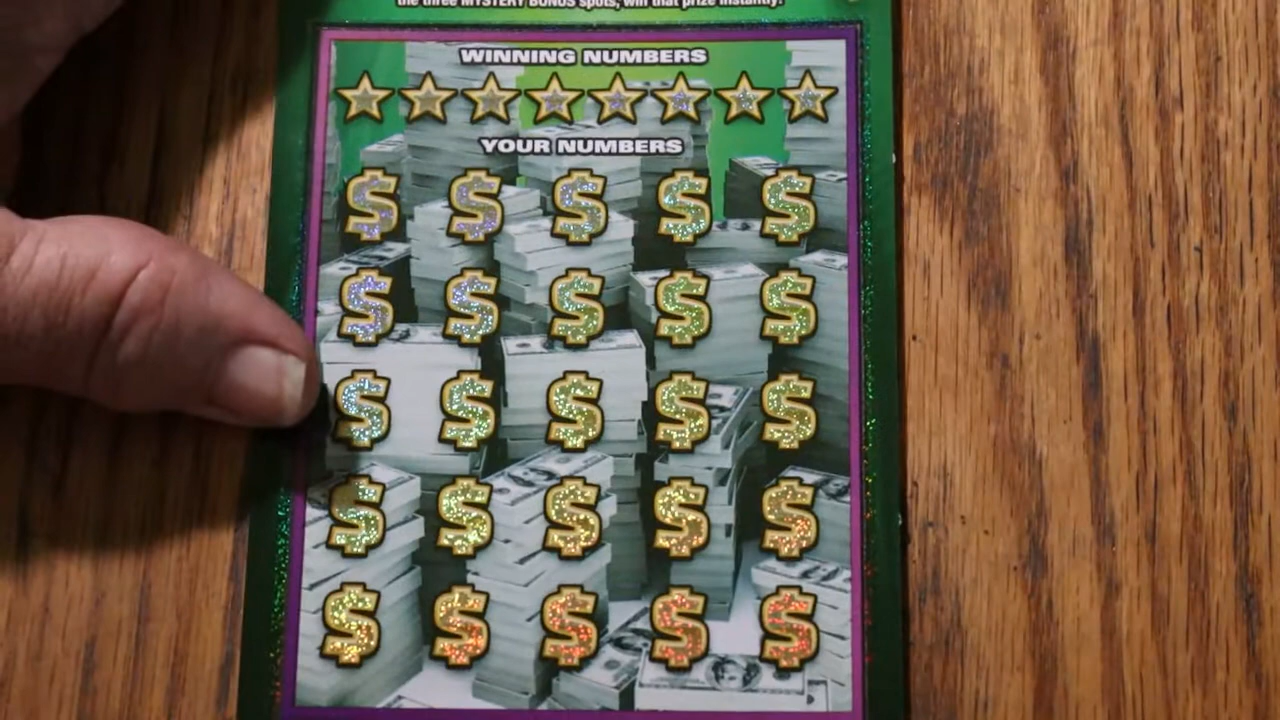 the three MYSTERY BONUS spots, win that prize instantly!
WINNING NUMBERS
YOUR NUMBERS
$ $ $ $ $
$ $ $ $ $
$ $ $ $ $
$ $ $ $ $
$ $ $ $ $